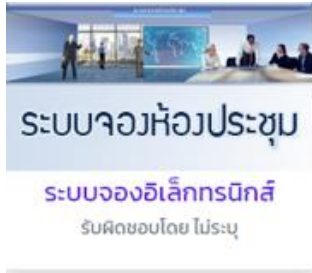 ระบบจองห้องประชุม
ระบบจองอิเล็กทรนิกส์
รับผิดชอบโดย ไม่ระบุ